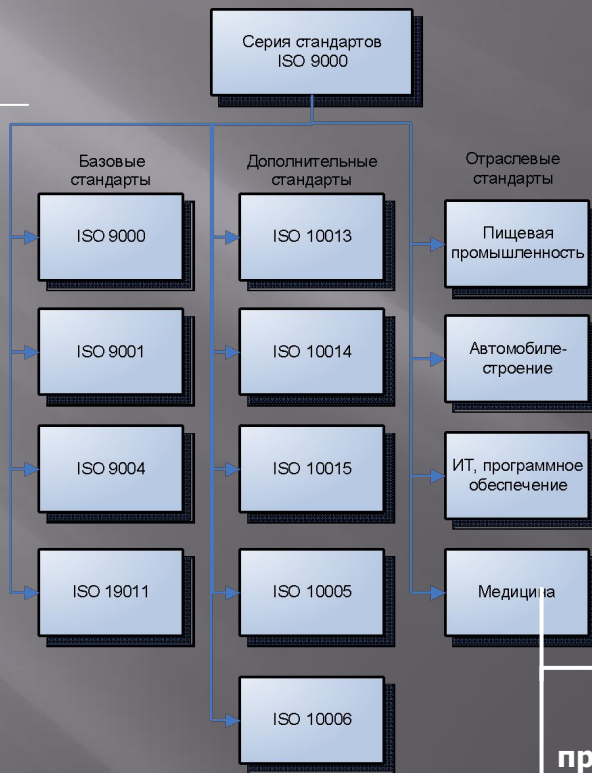 Серия стандартов
ISO 9000
Базовые
стандарты
ISO 9000
ISO 9001
ISO 9004
ISO 19011
Дополнительные
стандарты
ISO 10013
ISO 10014
ISO 10015
ISO 10005
ISO 10006
Отраслевые
стандарты
Пищевая
промышленность
Автомобиле-
строение
ИТ, программное
обеспечение
Медицина
пр